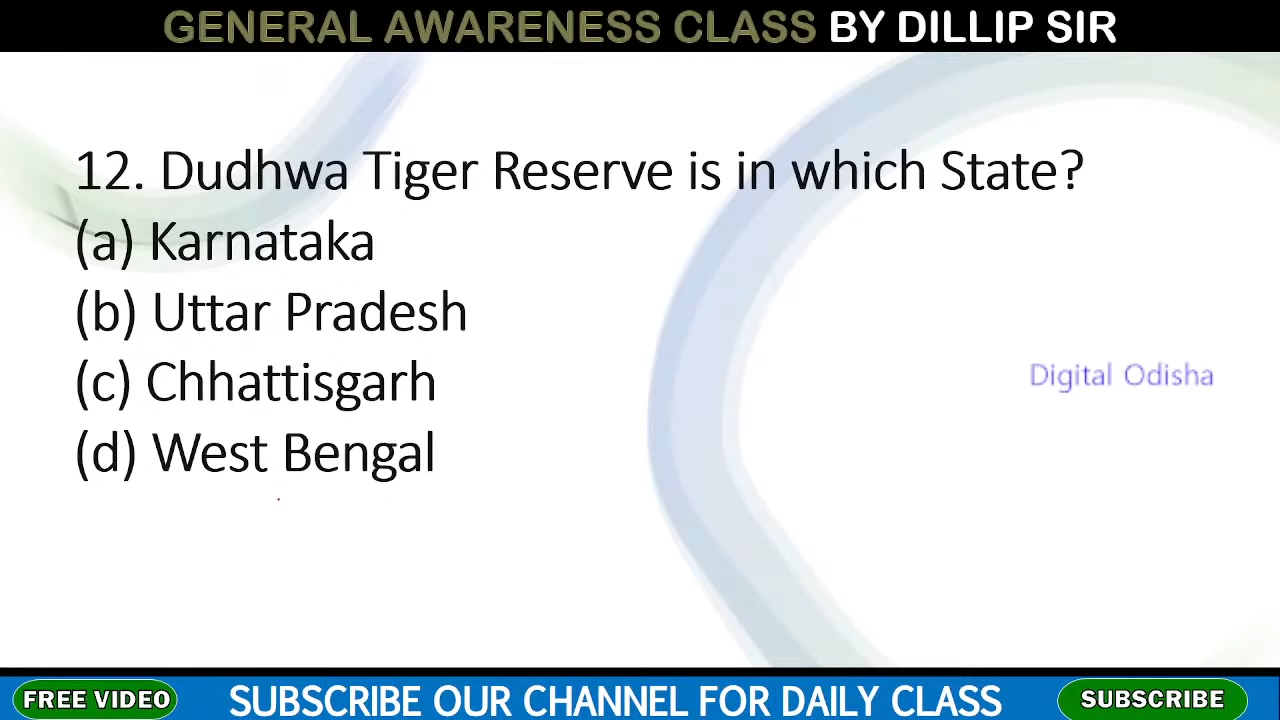 GENERAL AWARENESS CLASS BY DILLIP SIR
12. Dudhwa Tiger Reserve is in which State?
(a) Karnataka
(b) Uttar Pradesh
(c) Chhattisgarh
(d) West Bengal
Digital Odisha
FREE VIDEO SUBSCRIBE OUR CHANNEL FOR DAILY CLASS SUBSCRIBE